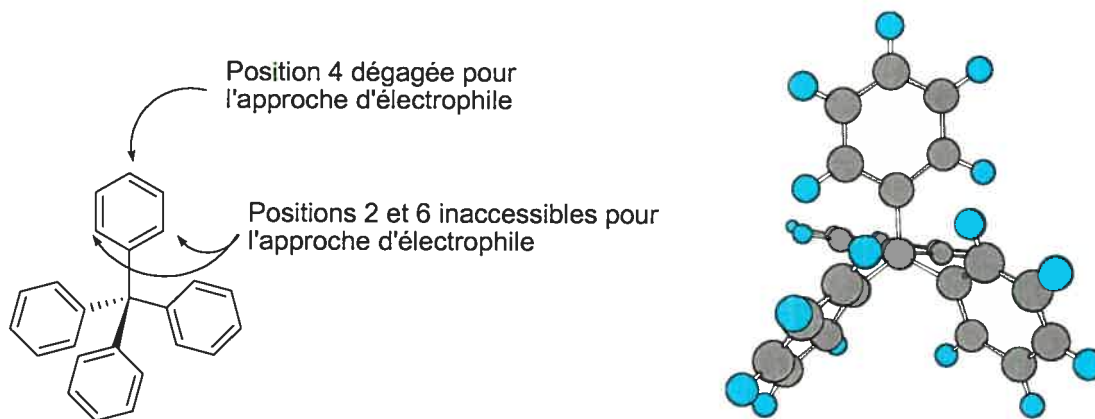 Position 4 dégagée pour
l'approche d'électrophile
Positions 2 et 6 inaccessibles pour
l'approche d'électrophile